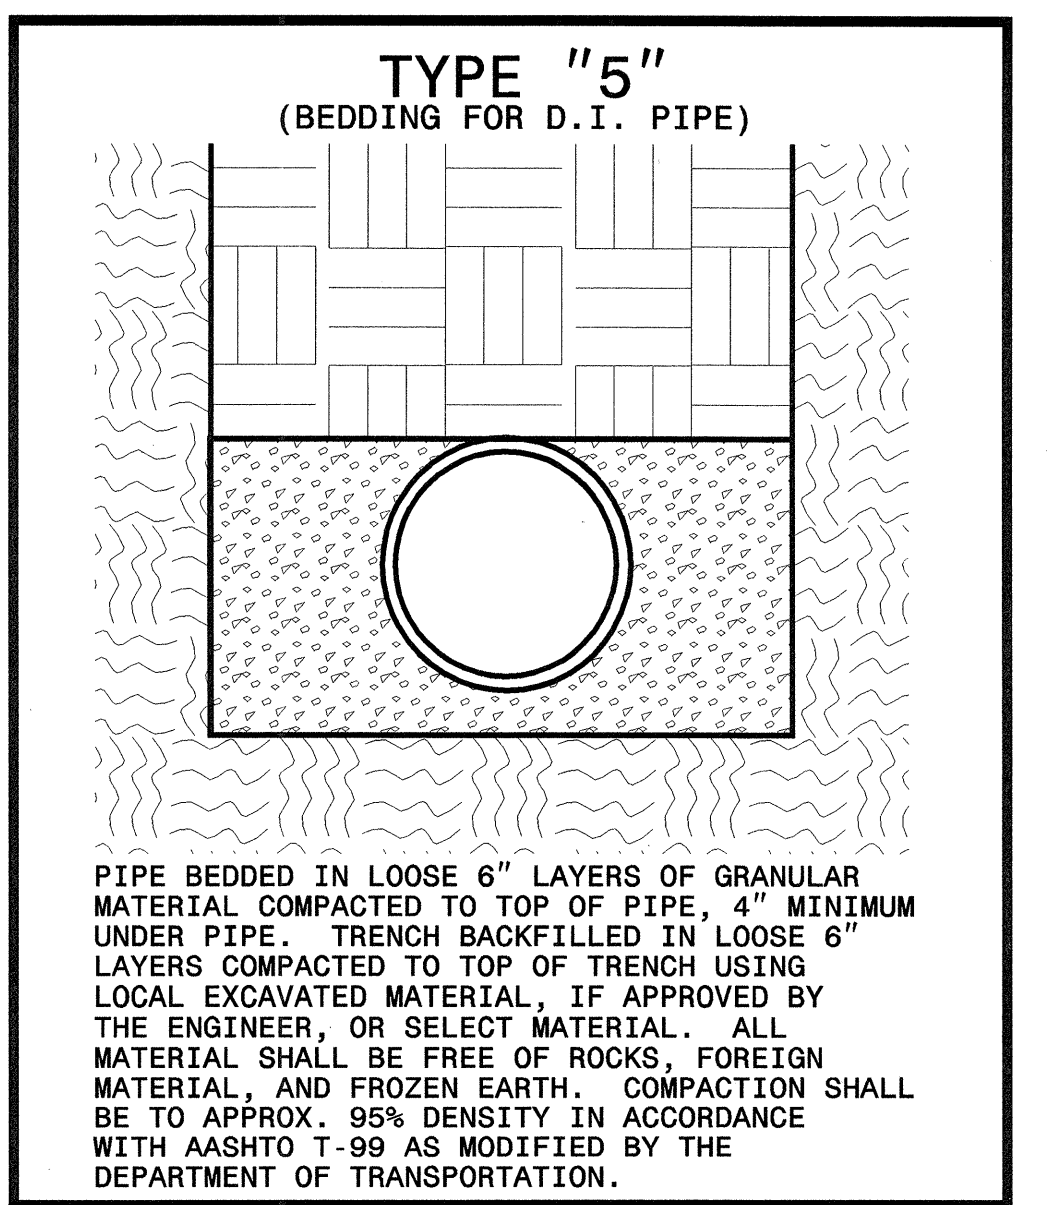 TYPE "5"
(BEDDING FOR D.I. PIPE)
PIPE BEDDED IN LOOSE 6" LAYERS OF GRANULAR
MATERIAL COMPACTED TO TOP OF PIPE, 4" MINIMUM
UNDER PIPE. TRENCH BACKFILLED IN LOOSE 6"
LAYERS COMPACTED TO TOP OF TRENCH USING
LOCAL EXCAVATED MATERIAL, IF APPROVED BY
THE ENGINEER, OR SELECT MATERIAL. ALL
MATERIAL SHALL BE FREE OF ROCKS, FOREIGN
MATERIAL, AND FROZEN EARTH. COMPACTION SHALL
BE TO APPROX. 95% DENSITY IN ACCORDANCE
WITH AASHTO T-99 AS MODIFIED BY THE
DEPARTMENT OF TRANSPORTATION.